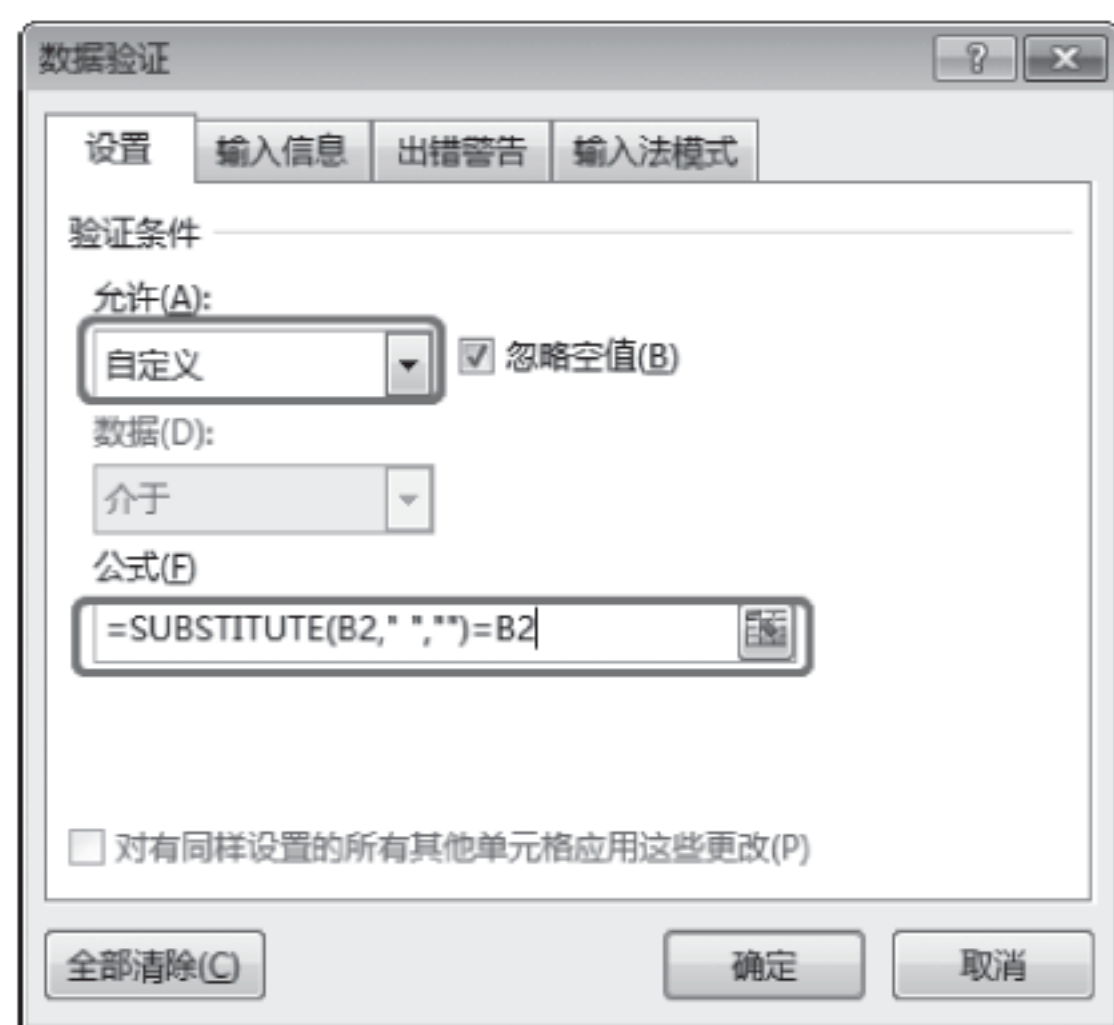 数据验证
设置 输入信息 出错警告 输入法模式
验证条件
允许(A):
自定义 忽略空值(B)
数据(D):
介于
公式(F)
=SUBSTITUTE(B2," ","")=B2
对有同样设置的所有其他单元格应用这些更改(P)
全部清除(C) 确定 取消